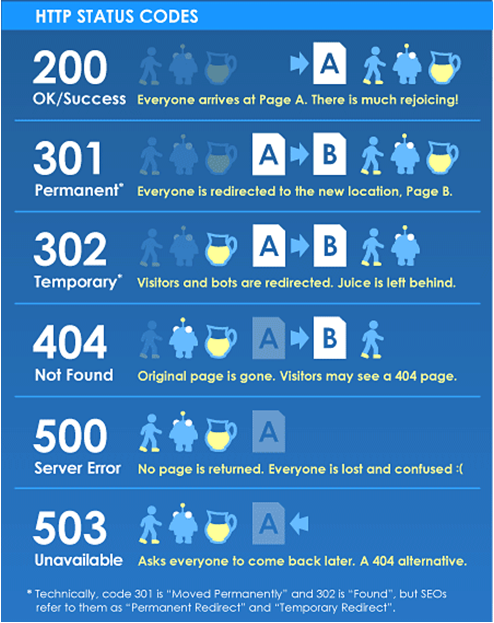 HTTP STATUS CODES
200
OK/Success
A
Everyone arrives at Page A. There is much rejoicing!
301
Permanent*
A B
Everyone is redirected to the new location, Page B.
302
Temporary*
A B
Visitors and bots are redirected. Juice is left behind.
404
Not Found
A B
Original page is gone. Visitors may see a 404 page.
500
Server Error
A
No page is returned. Everyone is lost and confused :(
503
Unavailable
A
Asks everyone to come back later. A 404 alternative.
* Technically, code 301 is “Moved Permanently” and 302 is “Found”, but SEOs
refer to them as “Permanent Redirect” and “Temporary Redirect”.